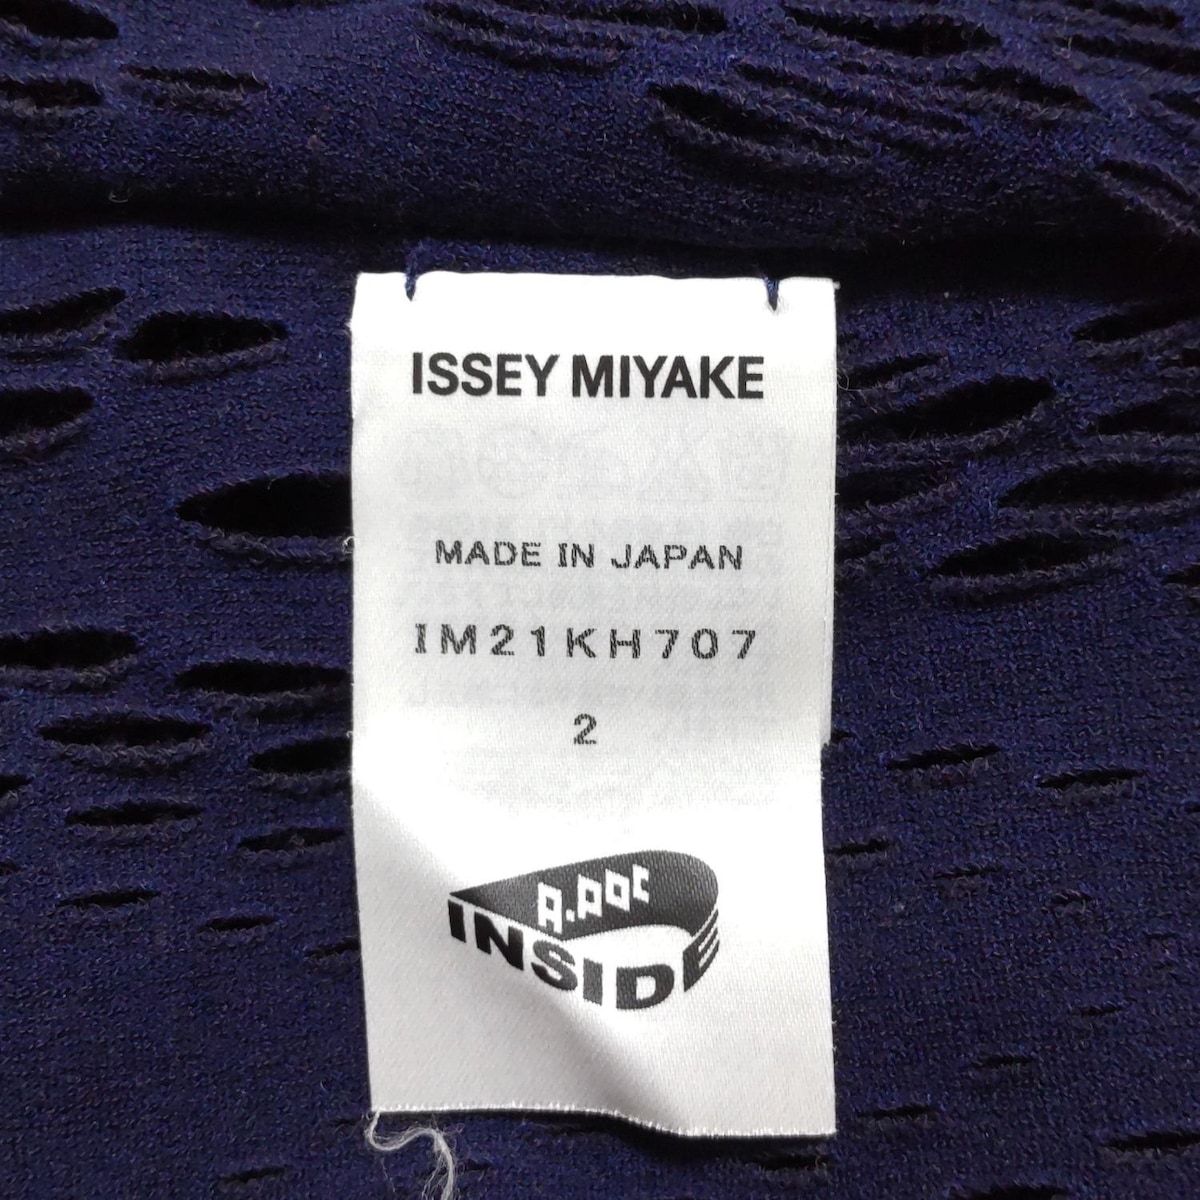 ISSEY MIYAKE
MADE IN JAPAN
IM21KH707
2
A.POC
INSIDE